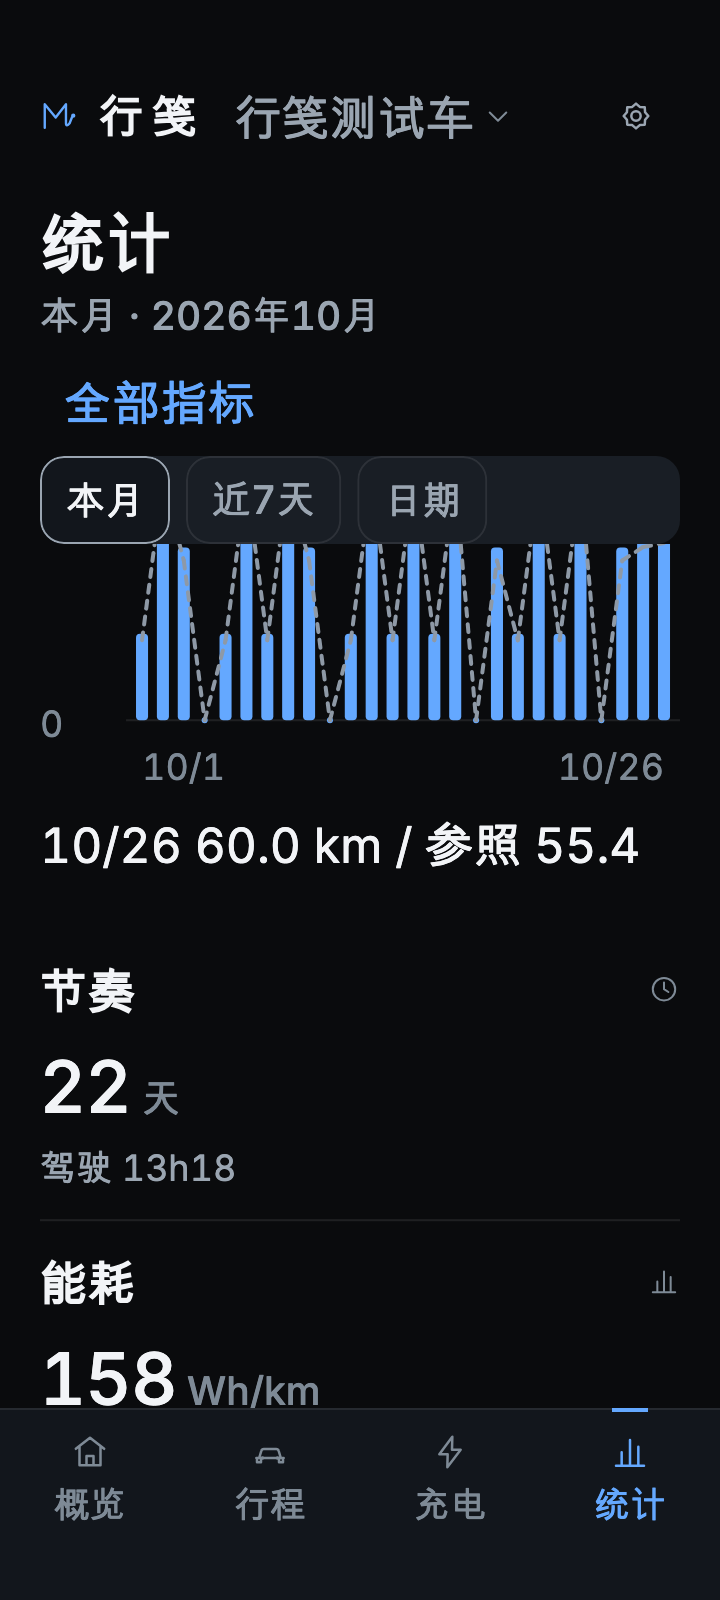 行笺 行笺测试车
统计
本月 · 2026年10月
全部指标
本月 近7天 日期
0
10/1 10/26
10/26 60.0 km / 参照 55.4
节奏
22 天
驾驶 13h18
能耗
158 Wh/km
概览 行程 充电 统计